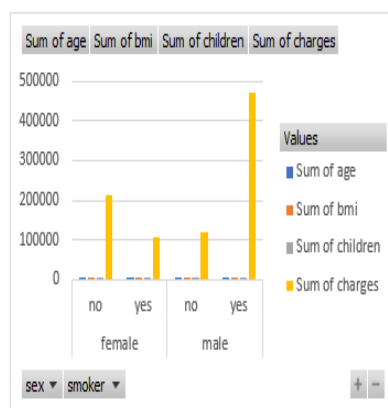 Sum of age Sum of bmi Sum of children Sum of charges
500000
400000
300000
200000
100000
0
no yes no yes
female male
Values
Sum of age
Sum of bmi
Sum of children
Sum of charges
sex smoker + −